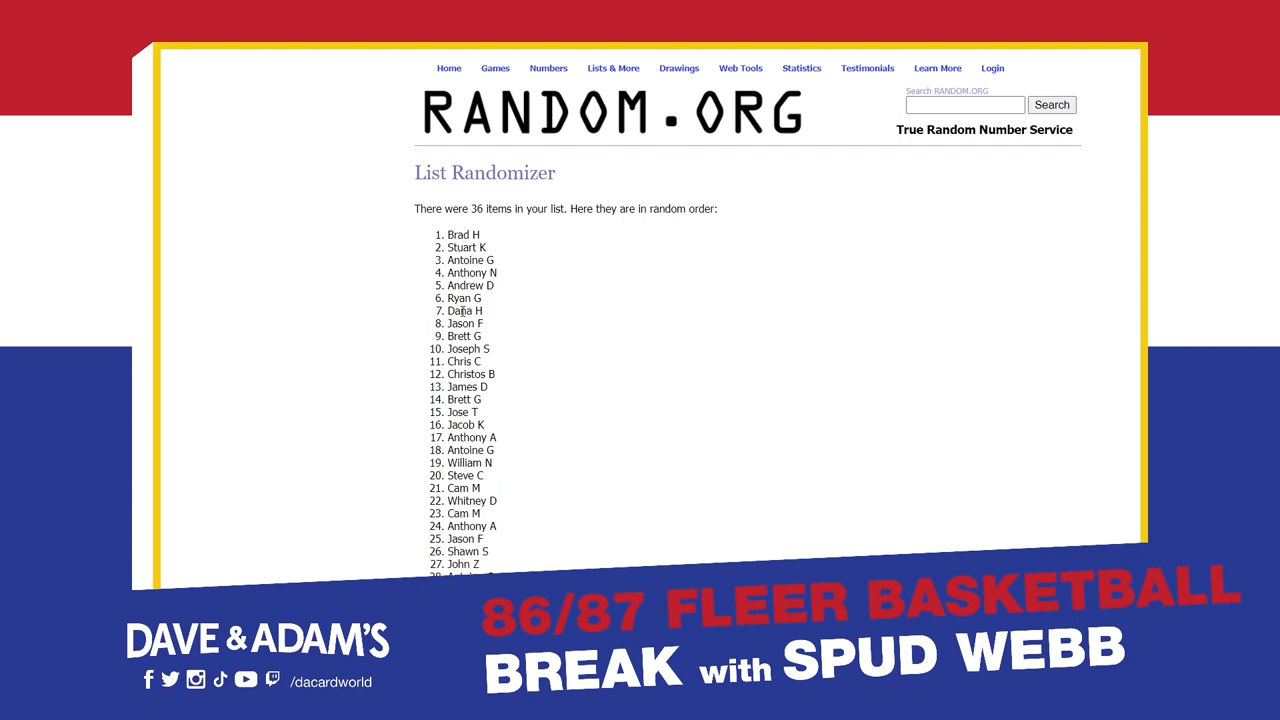 Home Games Numbers Lists & More Drawings Web Tools Statistics Testimonials Learn More Login
Search RANDOM.ORG
RANDOM.ORG
Search
True Random Number Service
List Randomizer
There were 36 items in your list. Here they are in random order:
1. Brad H
2. Stuart K
3. Antoine G
4. Anthony N
5. Andrew D
6. Ryan G
7. Dana H
8. Jason F
9. Brett G
10. Joseph S
11. Chris C
12. Christos B
13. James D
14. Brett G
15. Jose T
16. Jacob K
17. Anthony A
18. Antoine G
19. William N
20. Steve C
21. Cam M
22. Whitney D
23. Cam M
24. Anthony A
25. Jason F
26. Shawn S
27. John Z
86/87 FLEER BASKETBALL
BREAK with SPUD WEBB
DAVE & ADAM'S
/dacardworld